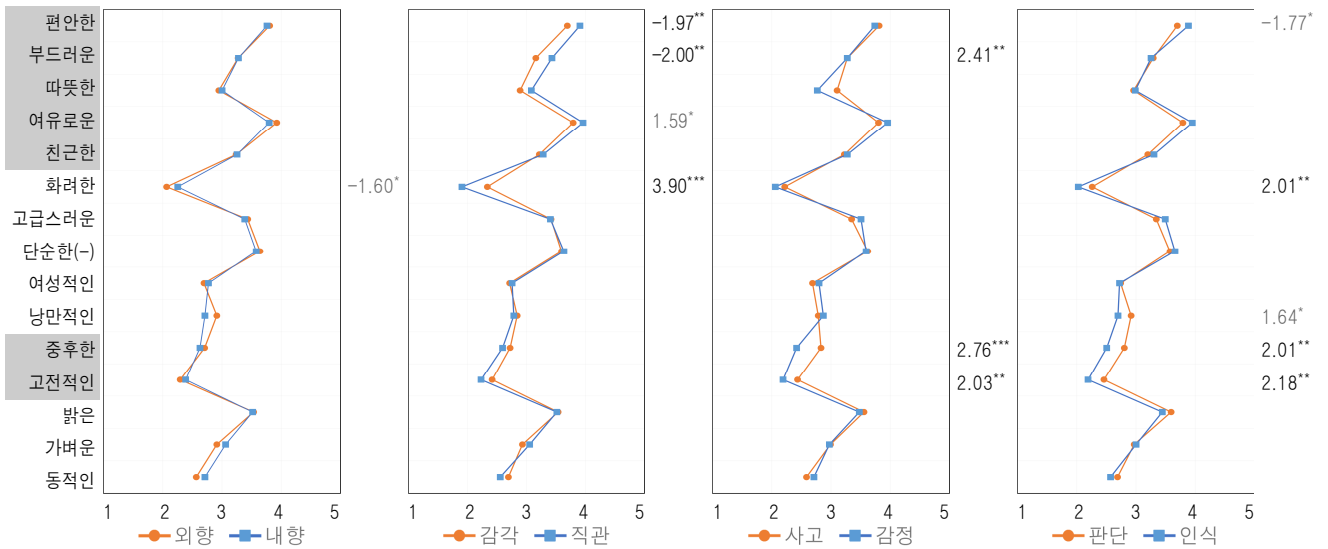 편안한 -1.97** -1.77*
부드러운 -2.00** 2.41**
따뜻한
여유로운 1.59*
친근한
화려한 -1.60* 3.90*** 2.01**
고급스러운
단순한(-)
여성적인
낭만적인 1.64*
중후한 2.76*** 2.01**
고전적인 2.03** 2.18**
밝은
가벼운
동적인
1 2 3 4 5 1 2 3 4 5 1 2 3 4 5 1 2 3 4 5
외향 내향 감각 직관 사고 감정 판단 인식